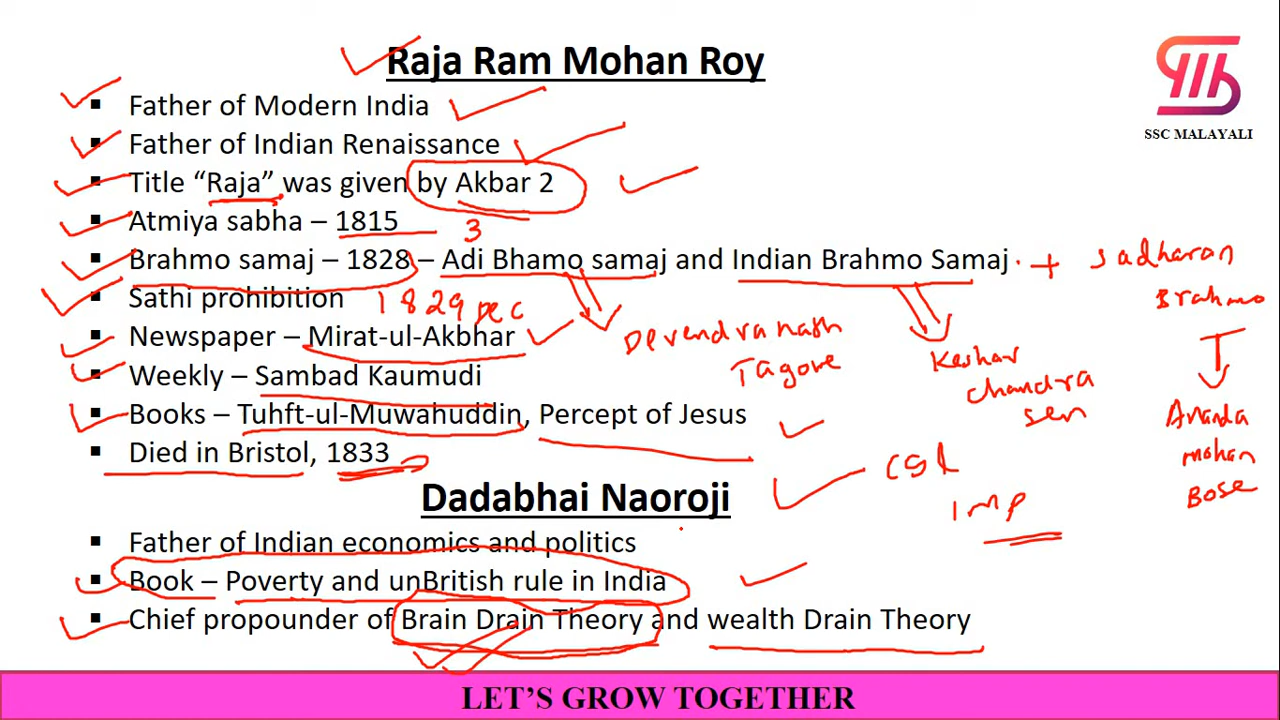 Raja Ram Mohan Roy
SSC MALAYALI
▪ Father of Modern India
▪ Father of Indian Renaissance
▪ Title “Raja” was given by Akbar 2
▪ Atmiya sabha – 1815
3
▪ Brahmo samaj – 1828 – Adi Bhamo samaj and Indian Brahmo Samaj + Sadharan
Brahmo
▪ Sathi prohibition 1829 Dec
▪ Newspaper – Mirat-ul-Akbhar
Devendranath
Tagore
Keshav
chandra
sen
Ananda
mohan
Bose
▪ Weekly – Sambad Kaumudi
▪ Books – Tuhft-ul-Muwahuddin, Percept of Jesus
▪ Died in Bristol, 1833
CGL
Imp
Dadabhai Naoroji
▪ Father of Indian economics and politics
▪ Book – Poverty and unBritish rule in India
▪ Chief propounder of Brain Drain Theory and wealth Drain Theory
LET’S GROW TOGETHER